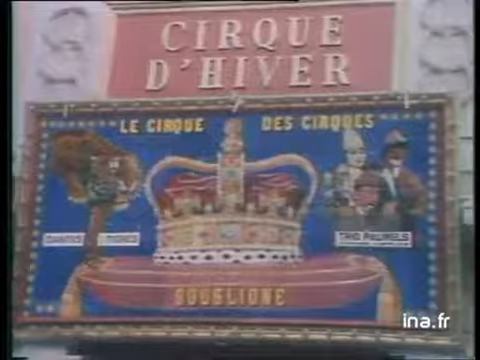 CIRQUE
D'HIVER
LE CIRQUE DES CIRQUES
BOUGLIONE
ina.fr